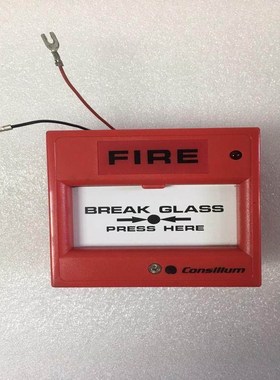 FIRE
BREAK GLASS
PRESS HERE
Consilium